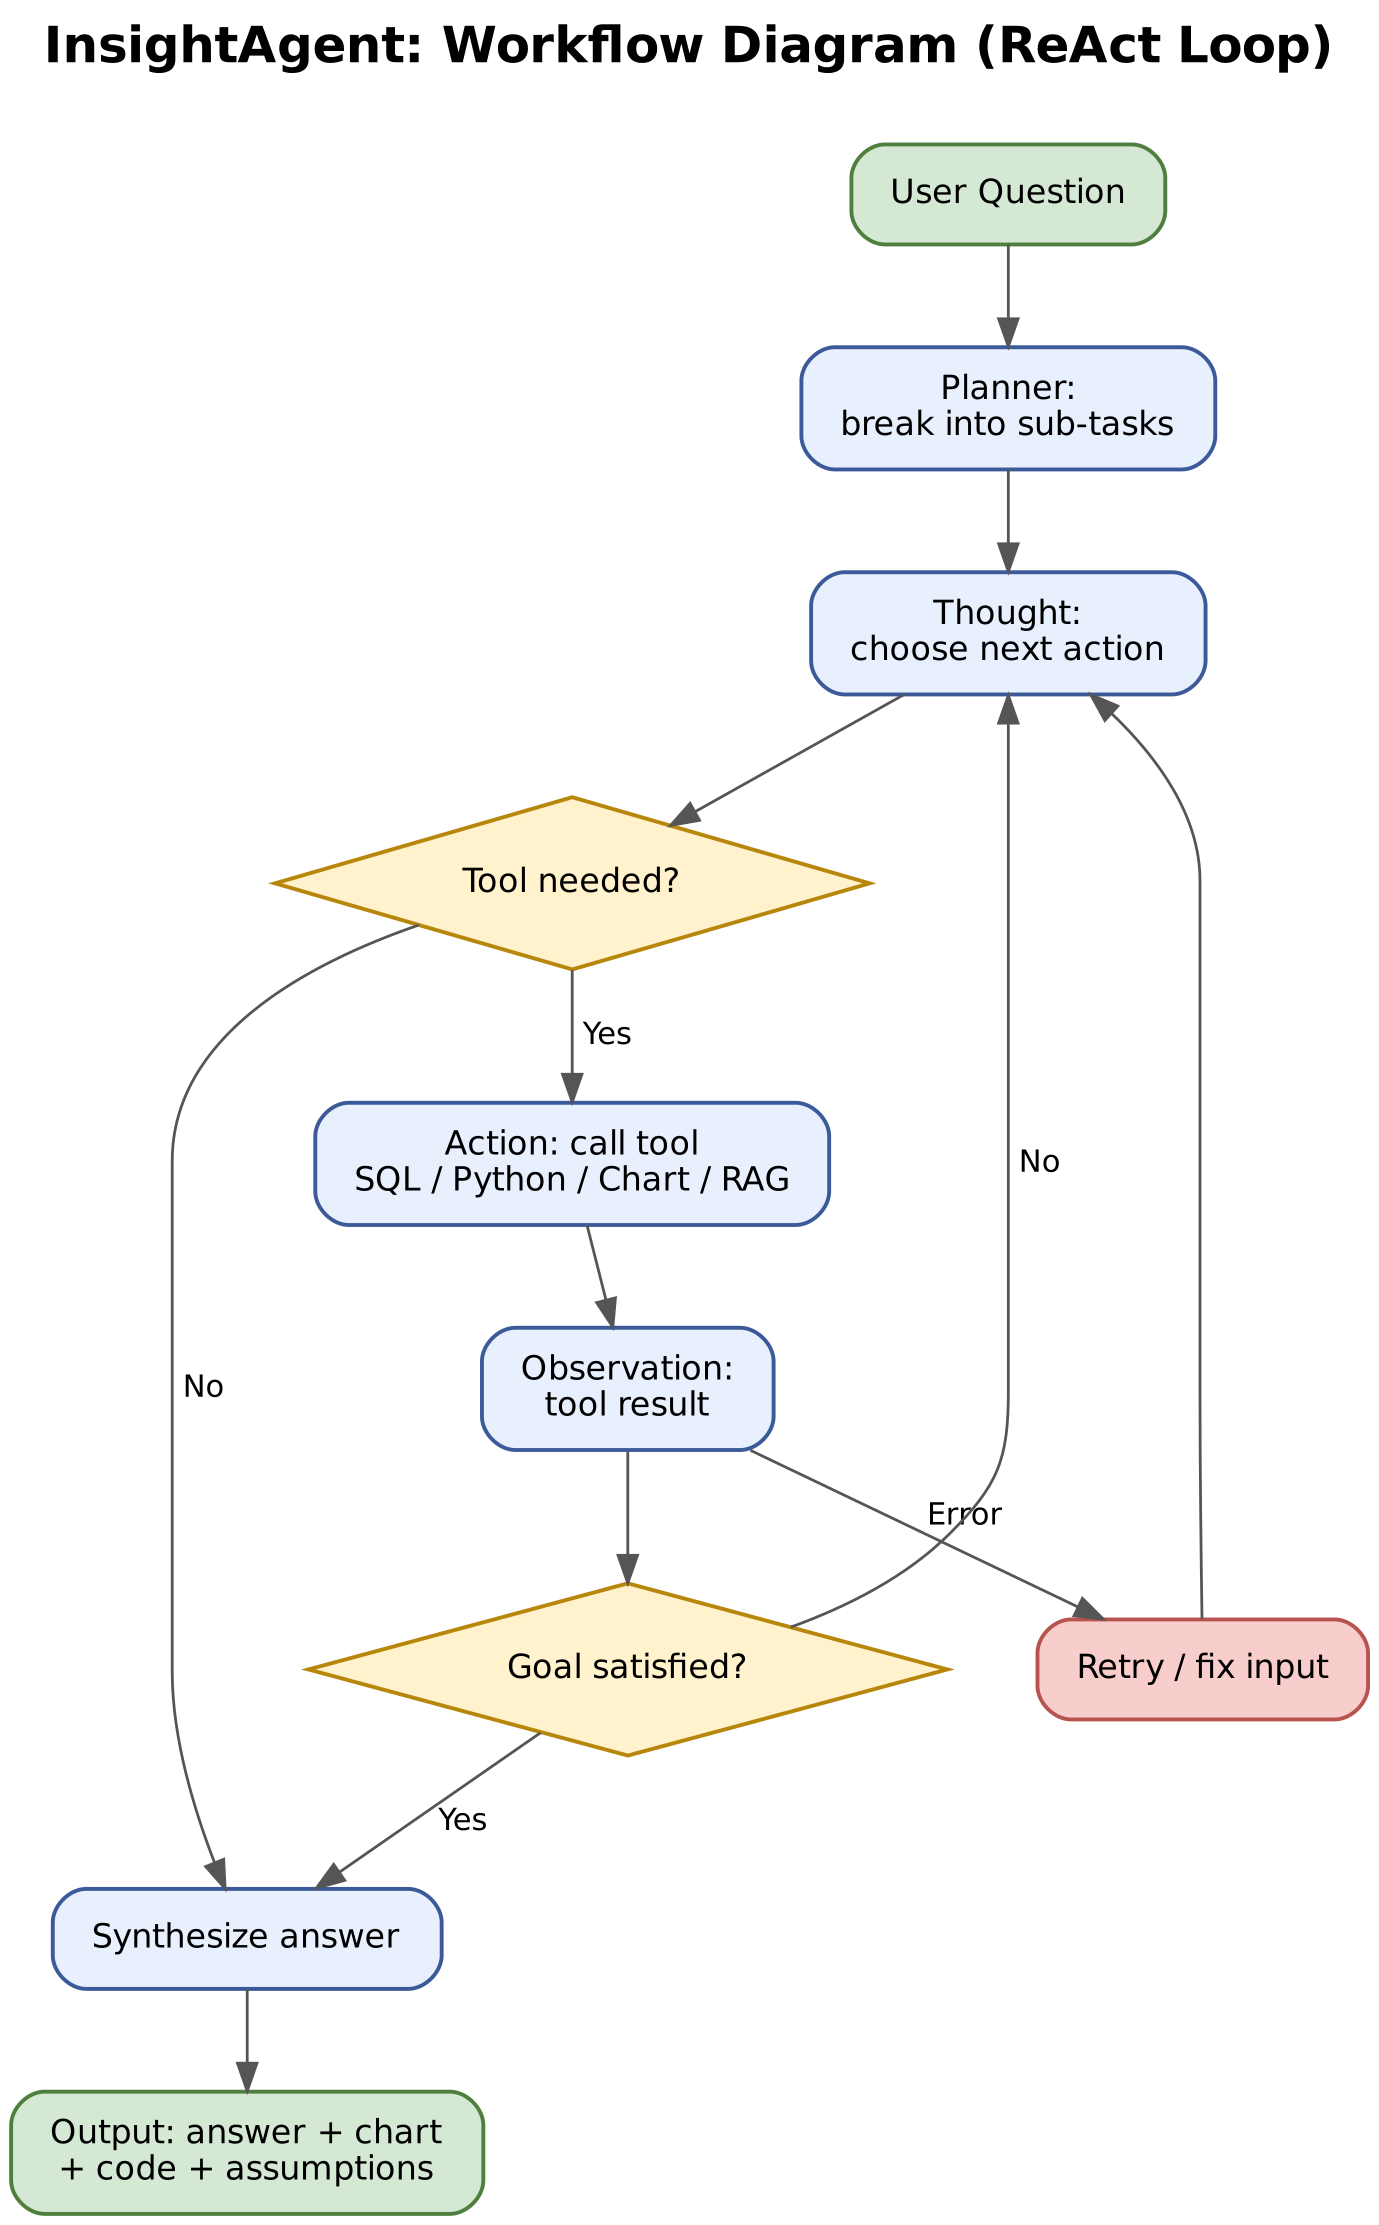 InsightAgent: Workflow Diagram (ReAct Loop)
User Question
Planner:
break into sub-tasks
Thought:
choose next action
Tool needed?
Yes
Action: call tool
SQL / Python / Chart / RAG
No
Observation:
tool result
No
Error
Goal satisfied?
Retry / fix input
Yes
Synthesize answer
Output: answer + chart
+ code + assumptions